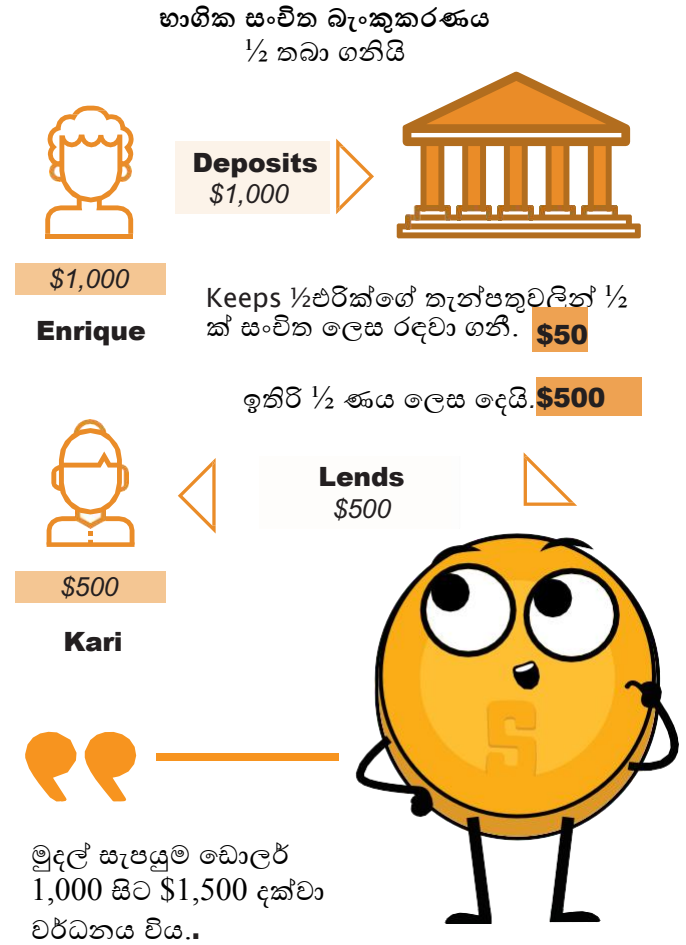 භාගික සංචිත බැංකුකරණය
½ තබා ගනියි
Deposits
$1,000
$1,000
Enrique
Keeps ½එරික්ගේ තැන්පතුවලින් ½
ක් සංචිත ලෙස රඳවා ගනී. $50
ඉතිරි ½ ණය ලෙස දෙයි.$500
Lends
$500
$500
Kari
මුදල් සැපයුම ඩොලර්
1,000 සිට $1,500 දක්වා
වර්ධනය විය..